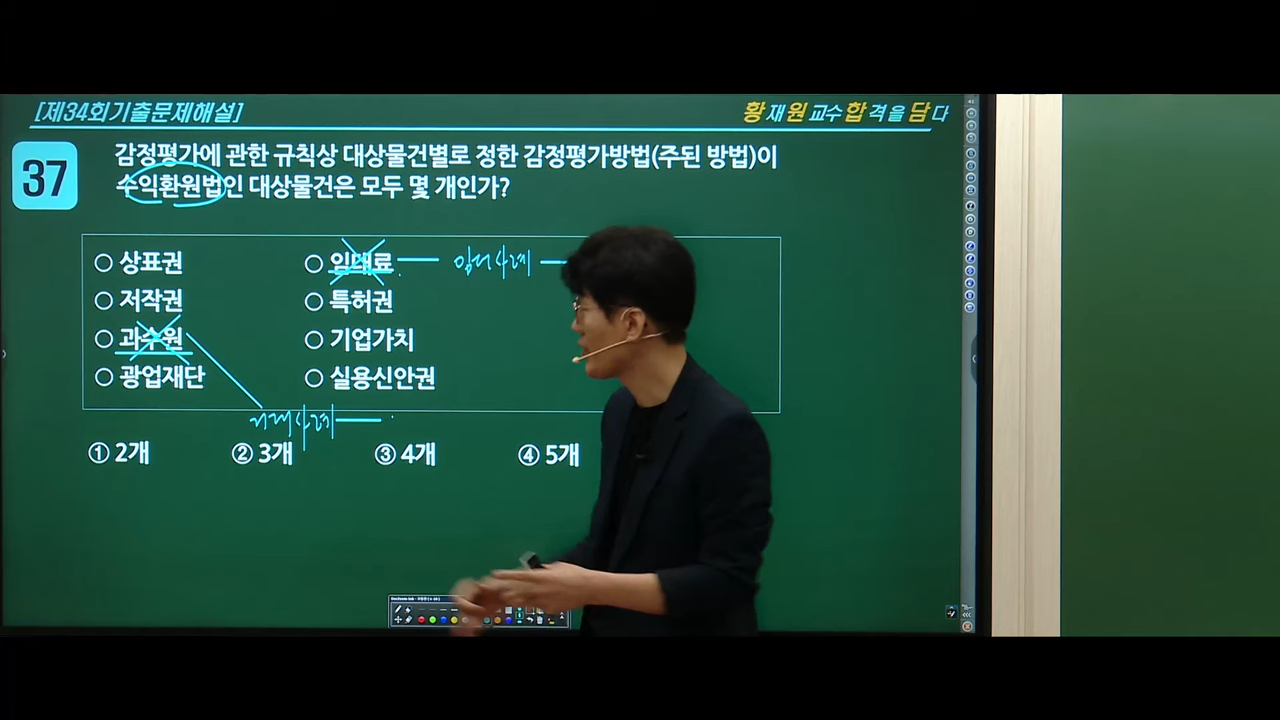 [제34회기출문제해설]
황재원 교수 합격을 담다
37
감정평가에 관한 규칙상 대상물건별로 정한 감정평가방법(주된 방법)이
수익환원법인 대상물건은 모두 몇 개인가?
○ 상표권 ○ 임대료 임대사례
○ 저작권 ○ 특허권
○ 과수원 ○ 기업가치
○ 광업재단 ○ 실용신안권
거래사례
① 2개 ② 3개 ③ 4개 ④ 5개